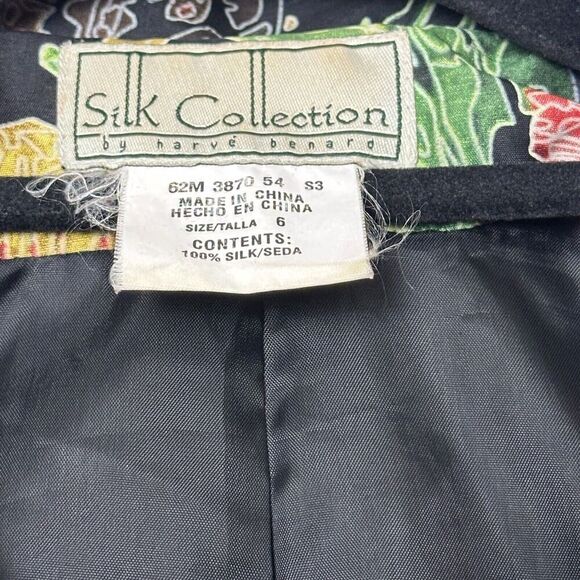 Silk Collection
by harvé benard
62M 3870 54 S3
MADE IN CHINA
HECHO EN CHINA
SIZE/TALLA 6
CONTENTS:
100% SILK/SEDA